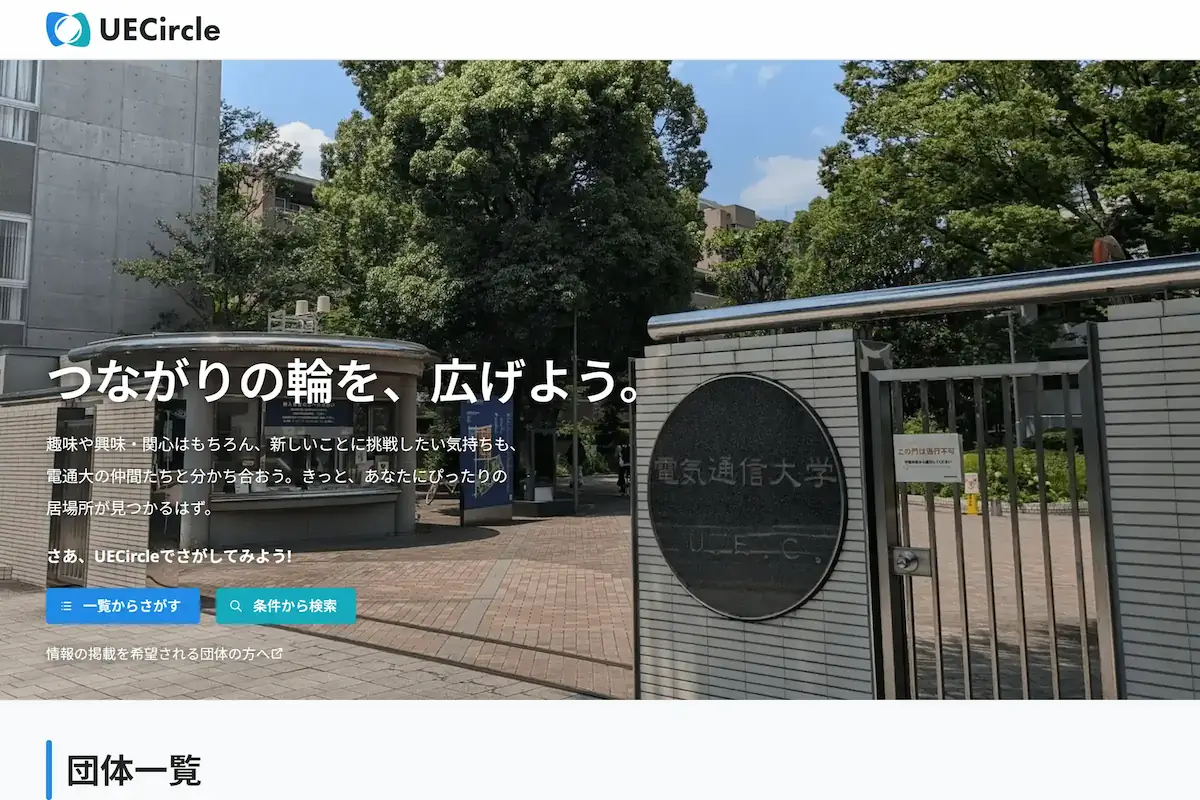 UECircle
つながりの輪を、広げよう。
趣味や興味・関心はもちろん、新しいことに挑戦したい気持ちも、
電通大の仲間たちと分かち合おう。きっと、あなたにぴったりの
居場所が見つかるはず。
さあ、UECircleでさがしてみよう!
一覧からさがす
条件から検索
情報の掲載を希望される団体の方へ
電気通信大学
U.E.C.
この門は通行不可
団体一覧